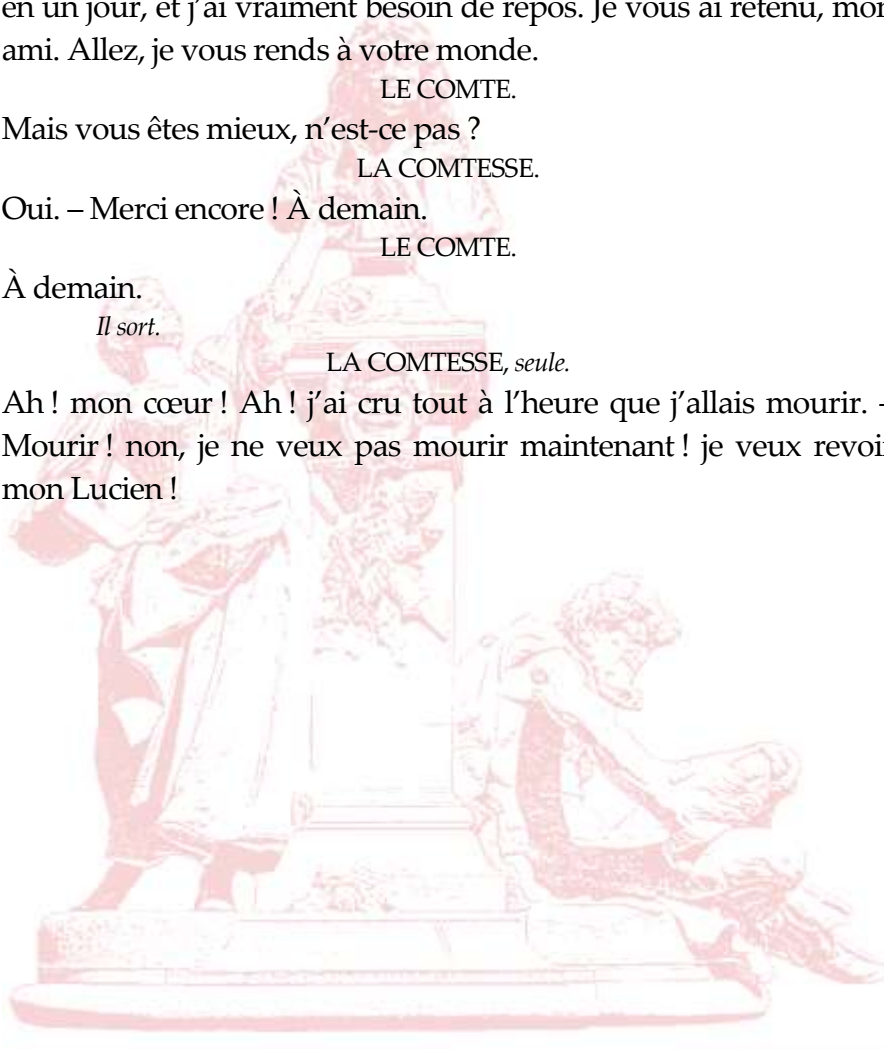 en un jour, et j’ai vraiment besoin de repos. Je vous ai retenu, mon
ami. Allez, je vous rends à votre monde.
LE COMTE.
Mais vous êtes mieux, n’est-ce pas ?
LA COMTESSE.
Oui. – Merci encore ! À demain.
LE COMTE.
À demain.
Il sort.
LA COMTESSE, seule.
Ah ! mon cœur ! Ah ! j’ai cru tout à l’heure que j’allais mourir. –
Mourir ! non, je ne veux pas mourir maintenant ! je veux revoir
mon Lucien !